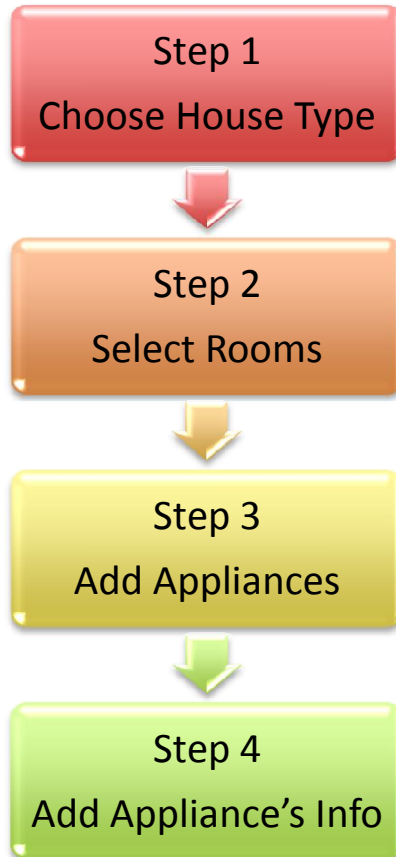 Step 1
Choose House Type
Step 2
Select Rooms
Step 3
Add Appliances
Step 4
Add Appliance’s Info